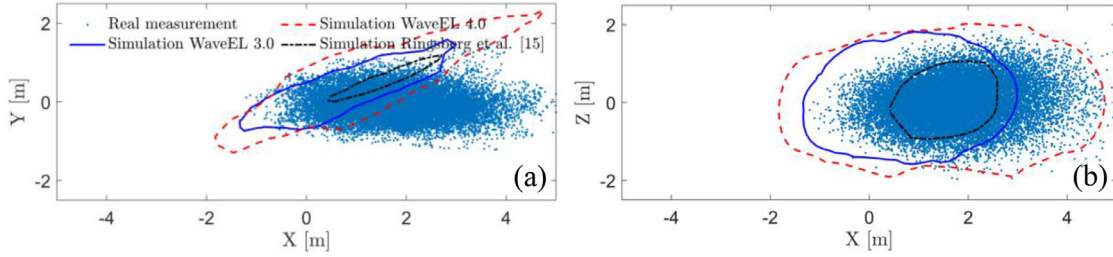 Real measurement
Simulation WaveEL 4.0
Simulation WaveEL 3.0
Simulation Ringsberg et al. [15]
2
0
-2
Y [m]
-4
-2
0
2
4
X [m]
(a)
2
0
-2
Z [m]
-4
-2
0
2
4
X [m]
(b)